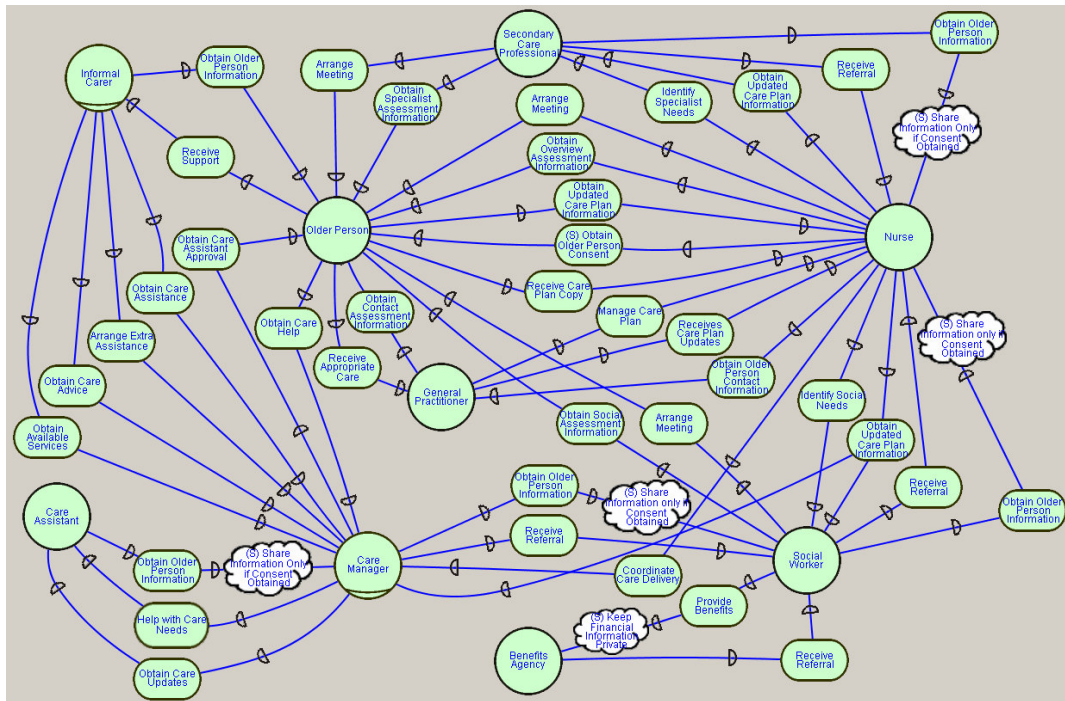 Secondary
Care
Professional
Obtain Older
Person
Information
Informal
Carer
Obtain Older
Person
Information
Arrange
Meeting
Receive
Referral
Obtain
Updated
Care Plan
Information
Identify
Specialist
Needs
Obtain
Specialist
Assessment
Information
Arrange
Meeting
(S) Share
Information Only
if Consent
Obtained
Receive
Support
Obtain
Overview
Assessment
Information
Obtain
Updated
Care Plan
Information
Older Person
Nurse
Obtain Care
Assistant
Approval
(S) Obtain
Older Person
Consent
Obtain Care
Assistance
Receive Care
Plan Copy
Obtain
Contact
Assessment
Information
Manage Care
Plan
Obtain Care
Help
Arrange Extra
Assistance
Receives
Care Plan
Updates
(S) Share
Information only if
Consent
Obtained
Receive
Appropriate
Care
Obtain Care
Advice
General
Practitioner
Obtain Older
Person
Contact
Information
Identify Social
Needs
Obtain Social
Assessment
Information
Arrange
Meeting
Obtain
Available
Services
Obtain
Updated
Care Plan
Information
Obtain Older
Person
Information
(S) Share
Information only if
Consent
Obtained
Receive
Referral
Obtain Older
Person
Information
Care
Assistant
Receive
Referral
Obtain Older
Person
Information
(S) Share
Information Only
if Consent
Obtained
Care
Manager
Coordinate
Care Delivery
Social
Worker
Provide
Benefits
Help with Care
Needs
(S) Keep
Financial
Information
Private
Benefits
Agency
Receive
Referral
Obtain Care
Updates